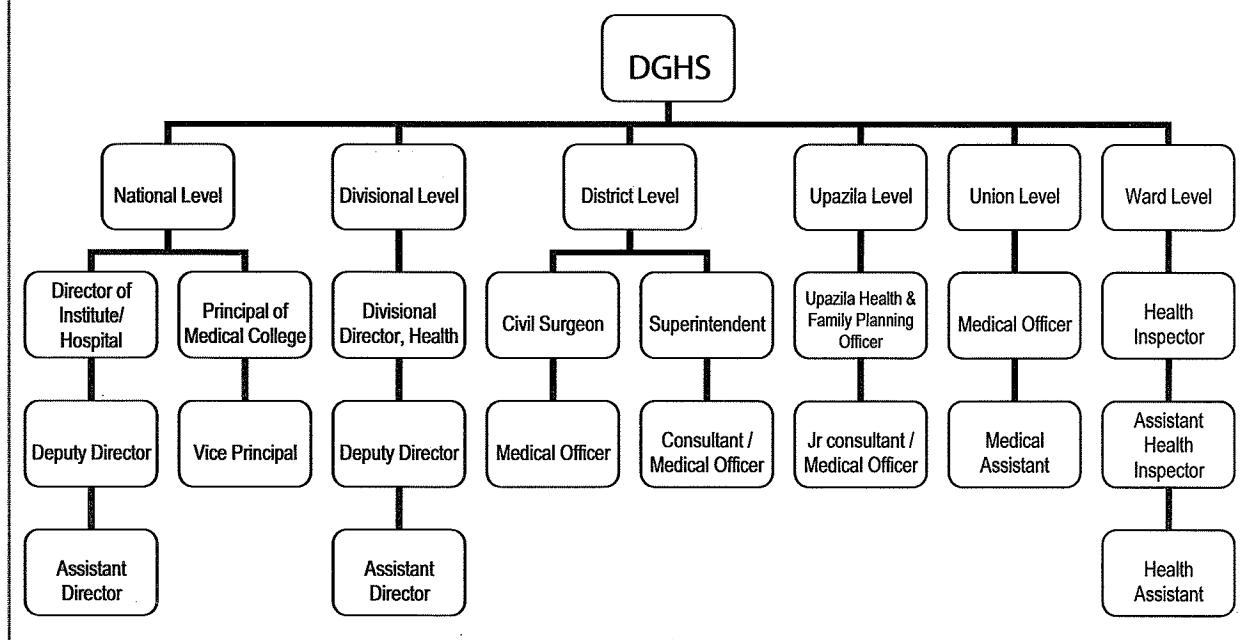 DGHS
National Level
Divisional Level
District Level
Upazila Level
Union Level
Ward Level
Director of
Institute/
Hospital
Principal of
Medical College
Divisional
Director, Health
Civil Surgeon
Superintendent
Upazila Health &
Family Planning
Officer
Medical Officer
Health
Inspector
Deputy Director
Vice Principal
Deputy Director
Medical Officer
Consultant /
Medical Officer
Jr consultant /
Medical Officer
Medical
Assistant
Assistant
Health
Inspector
Assistant
Director
Assistant
Director
Health
Assistant